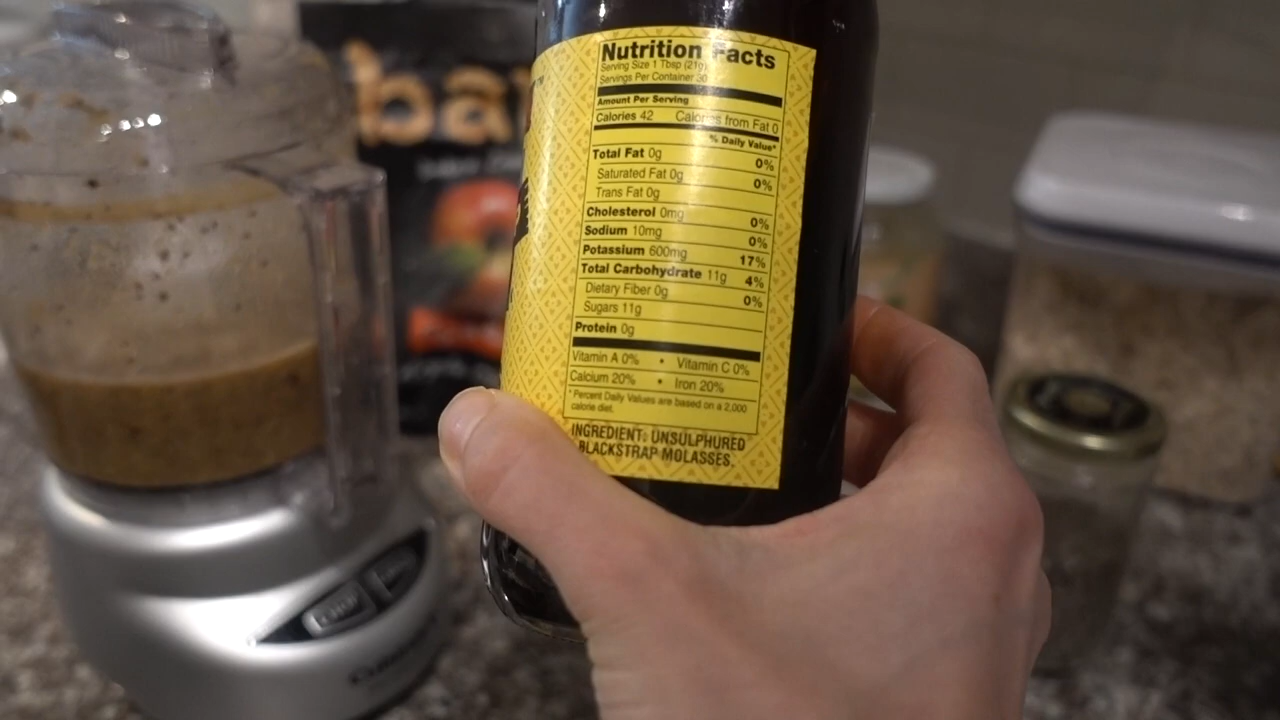 Nutrition Facts
Serving Size 1 Tbsp (21g)
Servings Per Container 30
Amount Per Serving
Calories 42 Calories from Fat 0
% Daily Value*
Total Fat 0g 0%
Saturated Fat 0g 0%
Trans Fat 0g
Cholesterol 0mg 0%
Sodium 10mg 0%
Potassium 600mg 17%
Total Carbohydrate 11g 4%
Dietary Fiber 0g 0%
Sugars 11g
Protein 0g
Vitamin A 0% • Vitamin C 0%
Calcium 20% • Iron 20%
*Percent Daily Values are based on a 2,000
calorie diet.
INGREDIENT: UNSULPHURED
BLACKSTRAP MOLASSES.